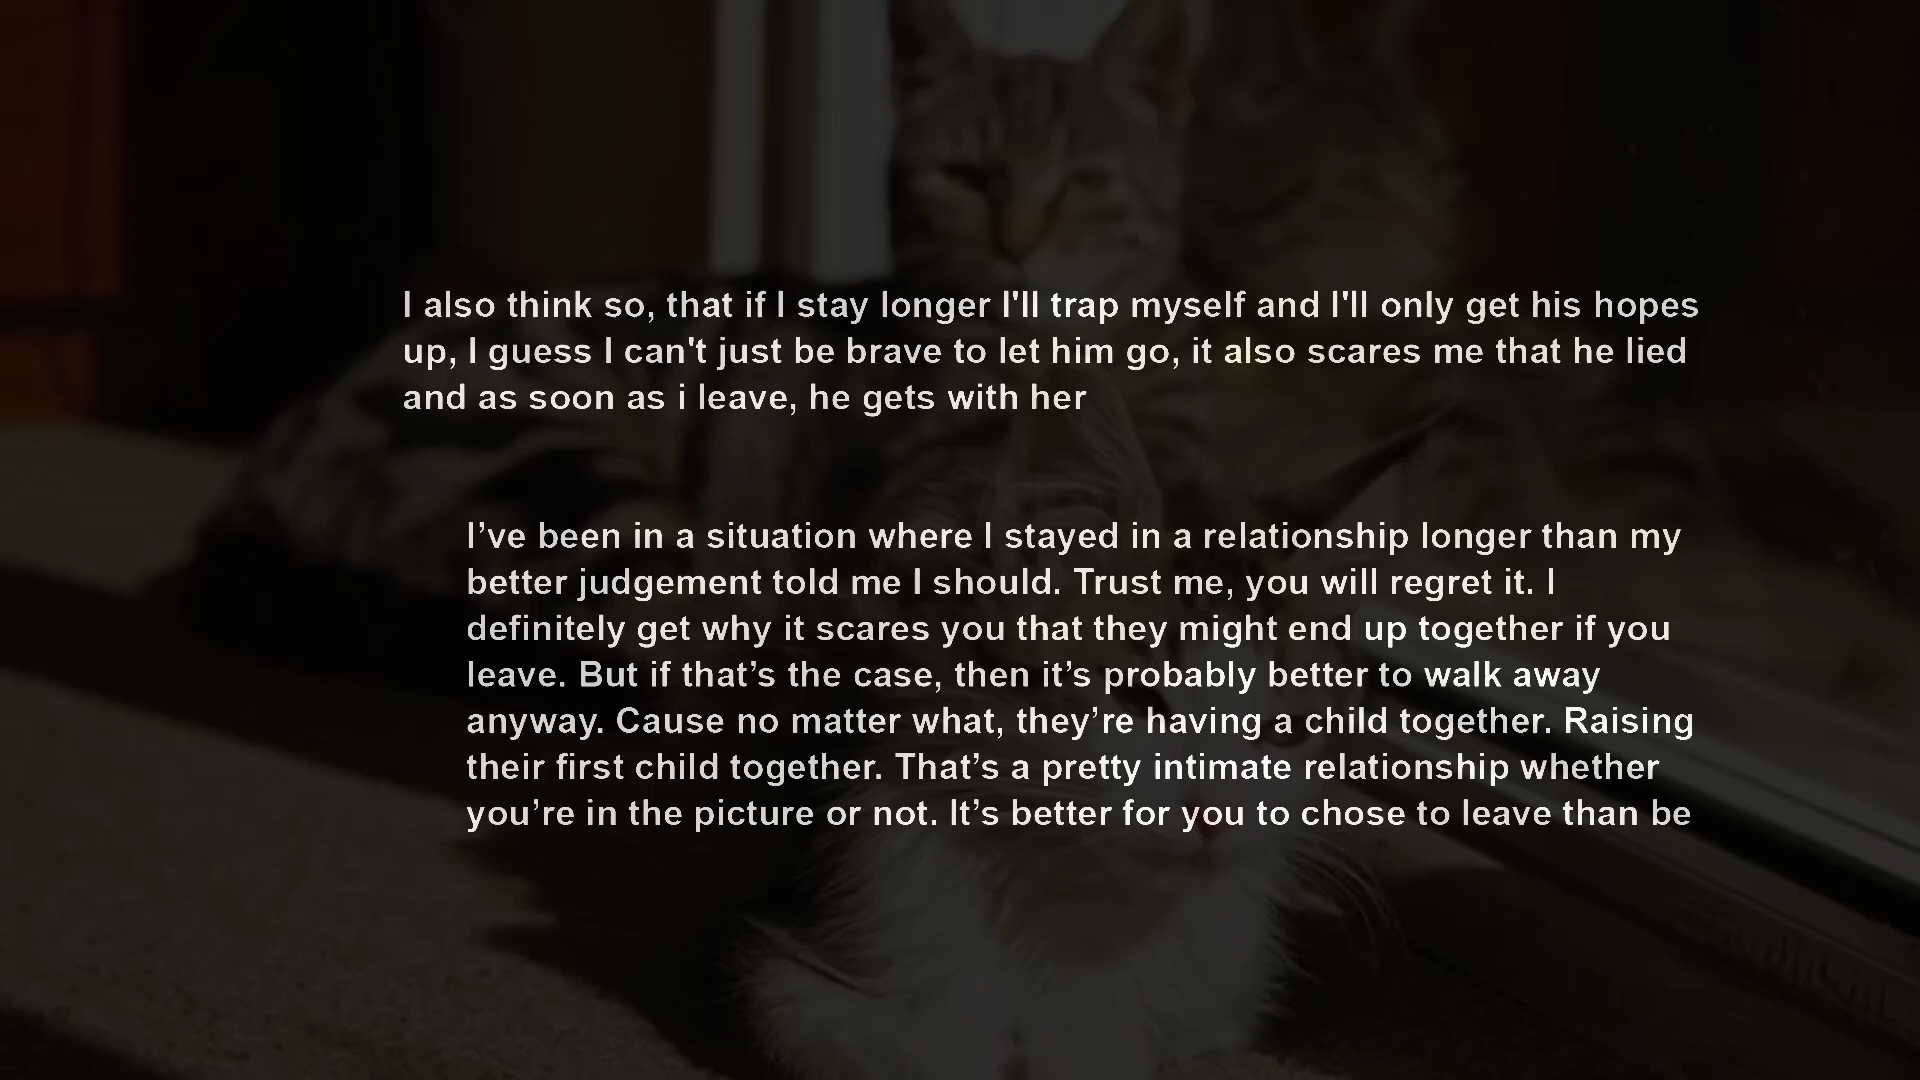 I also think so, that if I stay longer I'll trap myself and I'll only get his hopes
up, I guess I can't just be brave to let him go, it also scares me that he lied
and as soon as i leave, he gets with her
I’ve been in a situation where I stayed in a relationship longer than my
better judgement told me I should. Trust me, you will regret it. I
definitely get why it scares you that they might end up together if you
leave. But if that’s the case, then it’s probably better to walk away
anyway. Cause no matter what, they’re having a child together. Raising
their first child together. That’s a pretty intimate relationship whether
you’re in the picture or not. It’s better for you to chose to leave than be